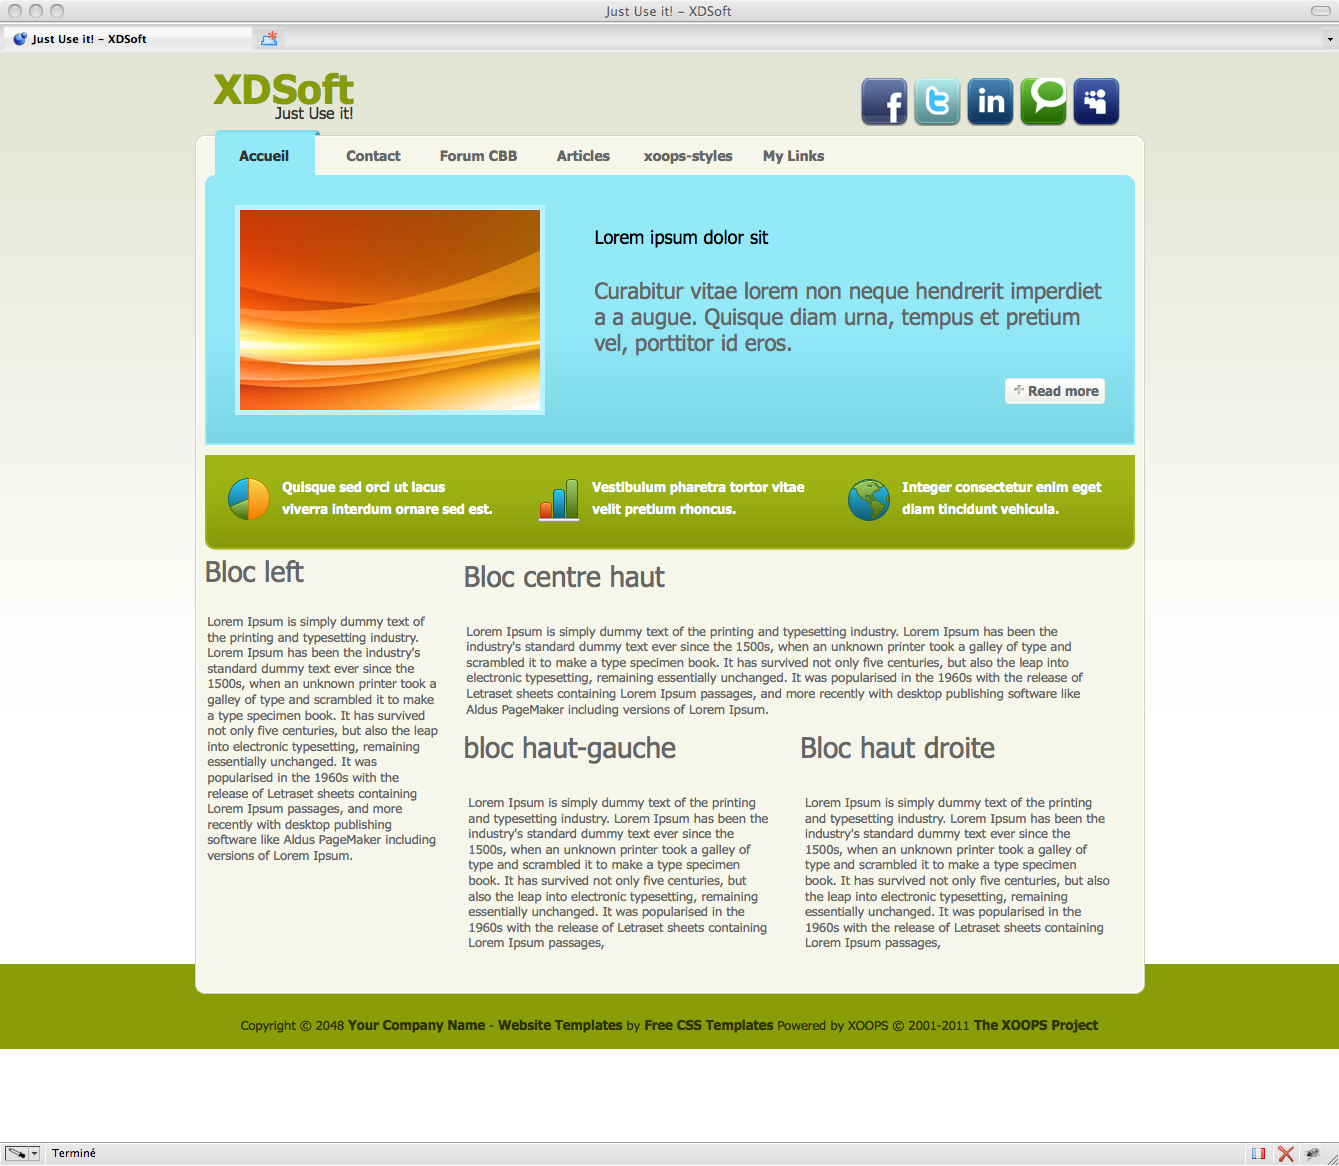 Just Use it! – XDSoft
Just Use it! – XDSoft
XDSoft
Just Use it!
Accueil Contact Forum CBB Articles xoops-styles My Links
Lorem ipsum dolor sit
Curabitur vitae lorem non neque hendrerit imperdiet
a a augue. Quisque diam urna, tempus et pretium
vel, porttitor id eros.
Read more
Quisque sed orci ut lacus
viverra interdum ornare sed est.
Vestibulum pharetra tortor vitae
velit pretium rhoncus.
Integer consectetur enim eget
diam tincidunt vehicula.
Bloc left
Lorem Ipsum is simply dummy text of
the printing and typesetting industry.
Lorem Ipsum has been the industry's
standard dummy text ever since the
1500s, when an unknown printer took a
galley of type and scrambled it to make
a type specimen book. It has survived
not only five centuries, but also the leap
into electronic typesetting, remaining
essentially unchanged. It was
popularised in the 1960s with the
release of Letraset sheets containing
Lorem Ipsum passages, and more
recently with desktop publishing
software like Aldus PageMaker including
versions of Lorem Ipsum.
Bloc centre haut
Lorem Ipsum is simply dummy text of the printing and typesetting industry. Lorem Ipsum has been the
industry's standard dummy text ever since the 1500s, when an unknown printer took a galley of type and
scrambled it to make a type specimen book. It has survived not only five centuries, but also the leap into
electronic typesetting, remaining essentially unchanged. It was popularised in the 1960s with the release of
Letraset sheets containing Lorem Ipsum passages, and more recently with desktop publishing software like
Aldus PageMaker including versions of Lorem Ipsum.
bloc haut-gauche
Lorem Ipsum is simply dummy text of the printing
and typesetting industry. Lorem Ipsum has been the
industry's standard dummy text ever since the
1500s, when an unknown printer took a galley of
type and scrambled it to make a type specimen
book. It has survived not only five centuries, but
also the leap into electronic typesetting, remaining
essentially unchanged. It was popularised in the
1960s with the release of Letraset sheets containing
Lorem Ipsum passages,
Bloc haut droite
Lorem Ipsum is simply dummy text of the printing
and typesetting industry. Lorem Ipsum has been the
industry's standard dummy text ever since the
1500s, when an unknown printer took a galley of
type and scrambled it to make a type specimen
book. It has survived not only five centuries, but also
the leap into electronic typesetting, remaining
essentially unchanged. It was popularised in the
1960s with the release of Letraset sheets containing
Lorem Ipsum passages,
Copyright © 2048 Your Company Name - Website Templates by Free CSS Templates Powered by XOOPS © 2001-2011 The XOOPS Project
Terminé